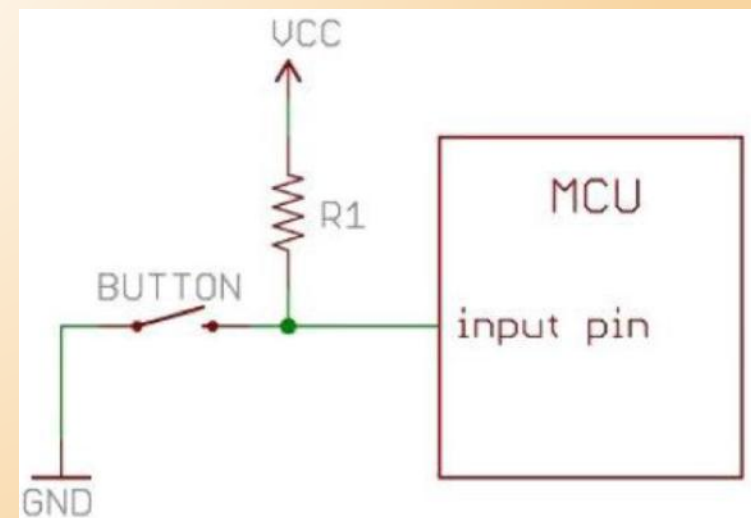 VCC
R1
MCU
BUTTON
input pin
GND